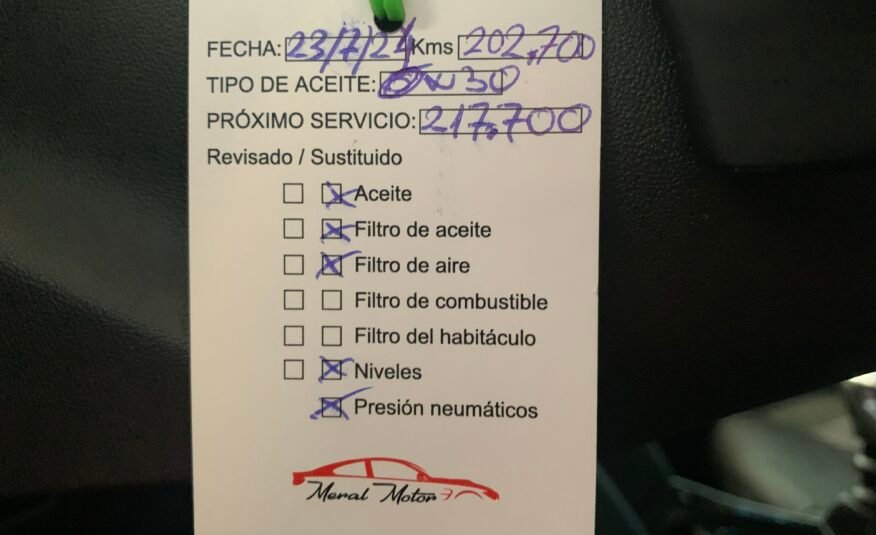 FECHA: 23/7/24 Kms 202.700
TIPO DE ACEITE: 0W30
PRÓXIMO SERVICIO: 217.700
Revisado / Sustituido
Aceite
Filtro de aceite
Filtro de aire
Filtro de combustible
Filtro del habitáculo
Niveles
Presión neumáticos
Meral Motor